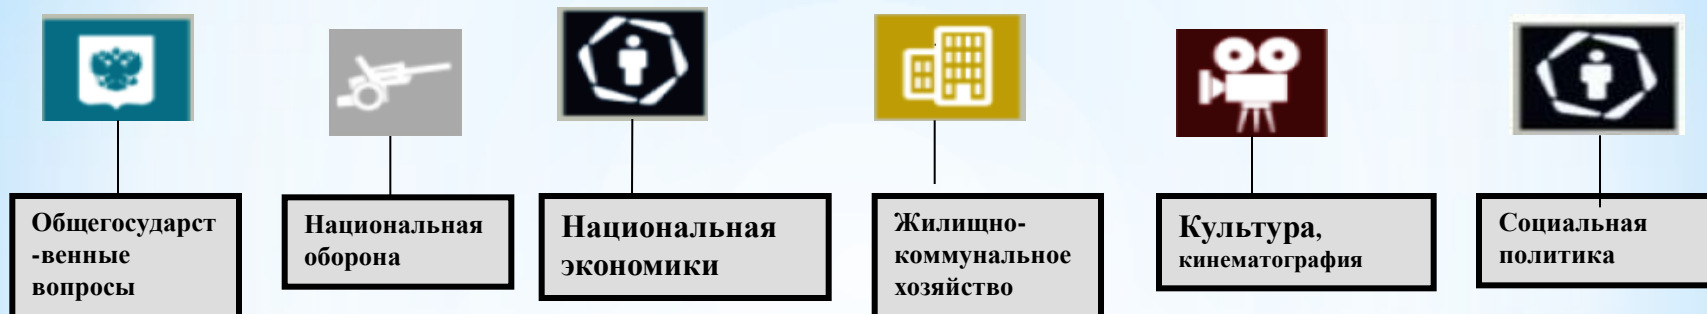 Общегосударст
-венные
вопросы
Национальная
оборона
Национальная
экономики
Жилищно-
коммунальное
хозяйство
Культура,
кинематография
Социальная
политика